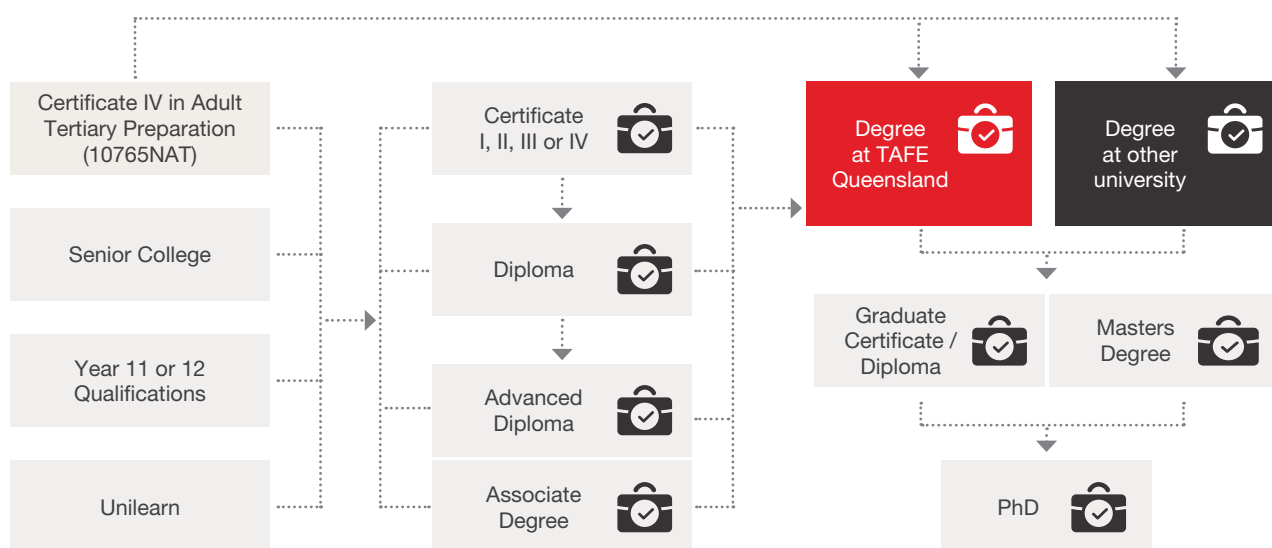 Certificate IV in Adult
Tertiary Preparation
(10765NAT)
Senior College
Year 11 or 12
Qualifications
Unilearn
Certificate
I, II, III or IV
Diploma
Advanced
Diploma
Associate
Degree
Degree
at TAFE
Queensland
Degree
at other
university
Graduate
Certificate /
Diploma
Masters
Degree
PhD